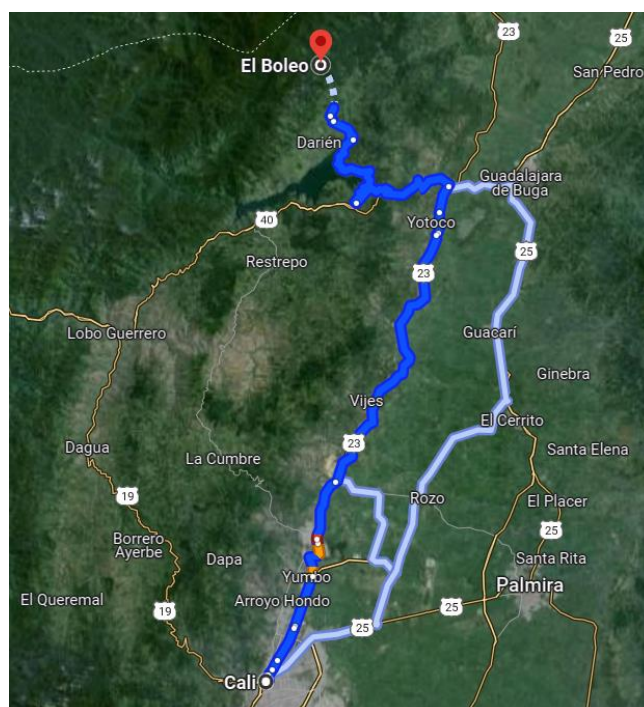 23
25
El Boleo
San Pedro
Darién
Guadalajara
de Buga
40
Yotoco
25
Restrepo
23
Lobo Guerrero
Guacarí
Ginebra
Vijes
El Cerrito
23
Dagua
La Cumbre
Santa Elena
19
Rozo
El Placer
25
Borrero
Ayerbe
Dapa
Santa Rita
Yumbo
Palmira
El Queremal
Arroyo Hondo
19
25
25
Cali